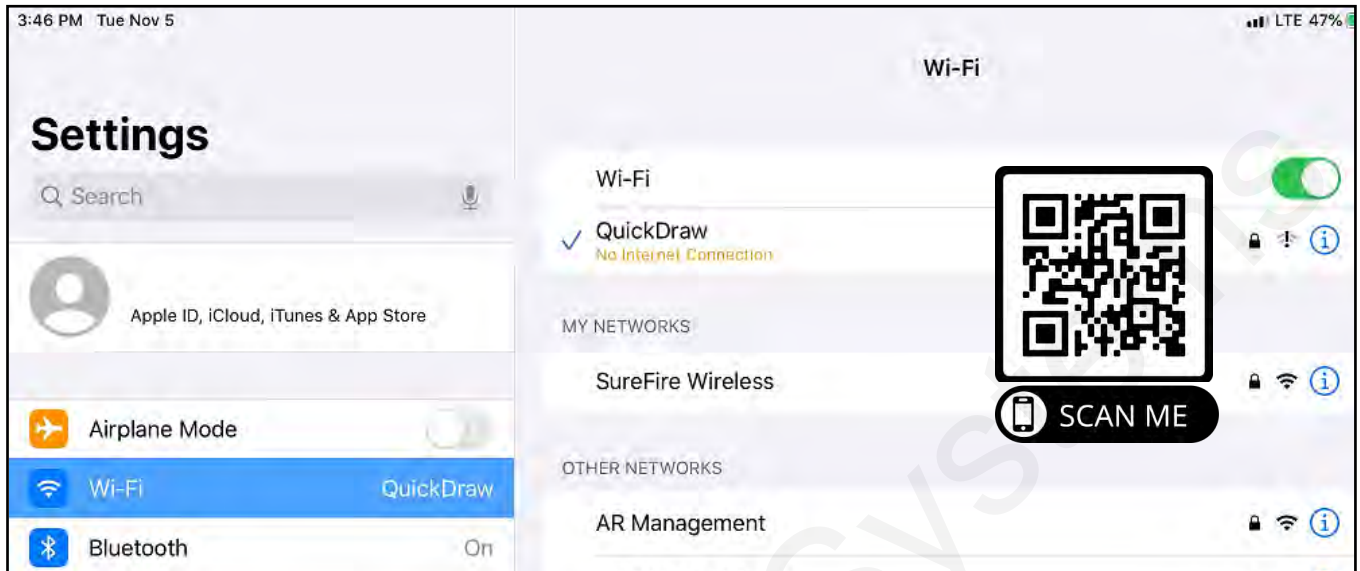 3:46 PM Tue Nov 5
LTE 47%
Settings
Search
Apple ID, iCloud, iTunes & App Store
Airplane Mode
Wi-Fi QuickDraw
Bluetooth On
Wi-Fi
Wi-Fi
QuickDraw
No Internet Connection
MY NETWORKS
SureFire Wireless
SCAN ME
OTHER NETWORKS
AR Management